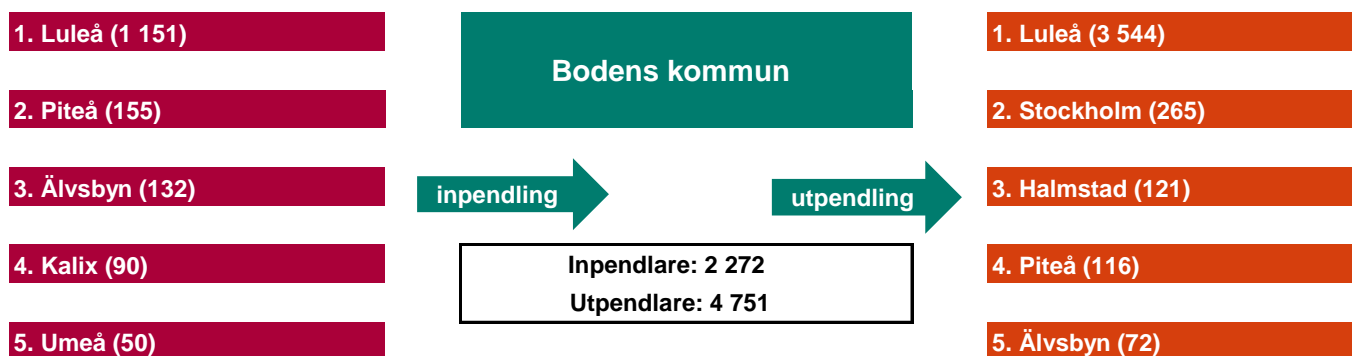 1. Luleå (1 151)
2. Piteå (155)
3. Älvsbyn (132)
4. Kalix (90)
5. Umeå (50)
Bodens kommun
inpendling
utpendling
Inpendlare: 2 272
Utpendlare: 4 751
1. Luleå (3 544)
2. Stockholm (265)
3. Halmstad (121)
4. Piteå (116)
5. Älvsbyn (72)